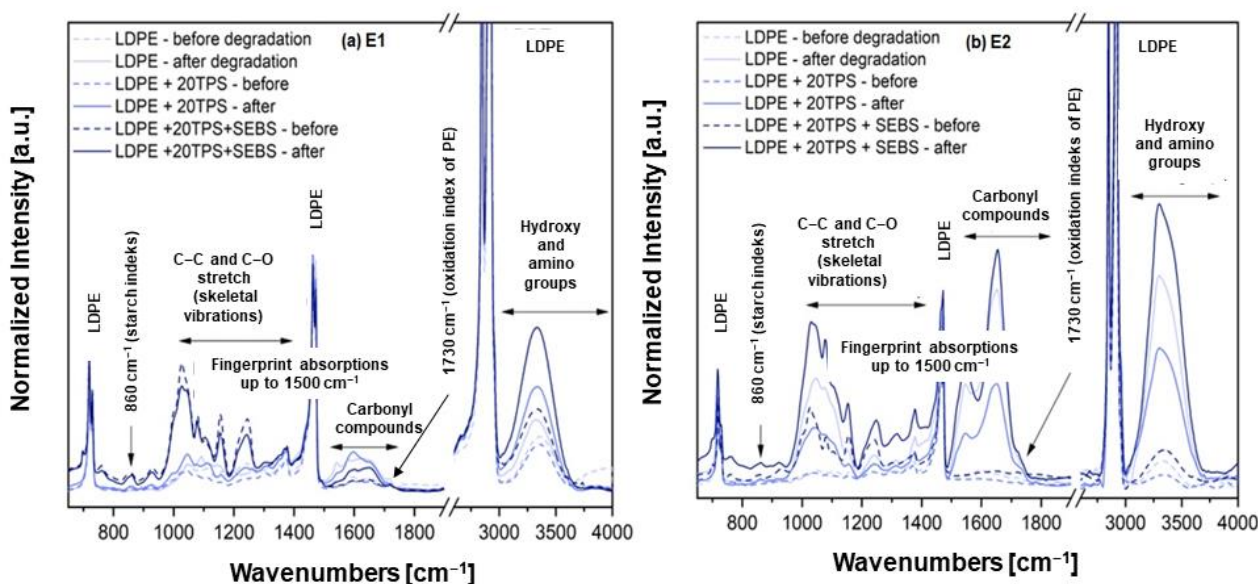 LDPE - before degradation
(a) E1
LDPE - after degradation
LDPE + 20TPS - before
LDPE + 20TPS - after
LDPE +20TPS+SEBS - before
LDPE +20TPS+SEBS - after
LDPE
Normalized Intensity [a.u.]
LDPE
860 cm⁻¹ (starch indeks)
C–C and C–O
stretch
(skeletal
vibrations)
Fingerprint absorptions
up to 1500 cm⁻¹
LDPE
Carbonyl
compounds
1730 cm⁻¹ (oxidation index of PE)
Hydroxy
and
amino
groups
800 1000 1200 1400 1600 1800 3000 3500 4000
Wavenumbers [cm⁻¹]
LDPE - before degradation
(b) E2
LDPE - after degradation
LDPE + 20TPS - before
LDPE + 20TPS - after
LDPE + 20TPS + SEBS - before
LDPE + 20TPS + SEBS - after
LDPE
Normalized Intensity [a.u.]
LDPE
860 cm⁻¹ (starch indeks)
C–C and C–O
stretch
(skeletal
vibrations)
Fingerprint absorptions
up to 1500 cm⁻¹
LDPE
Carbonyl
compounds
1730 cm⁻¹ (oxidation indeks of PE)
Hydroxy
and amino
groups
800 1000 1200 1400 1600 1800 3000 3500 4000
Wavenumbers [cm⁻¹]